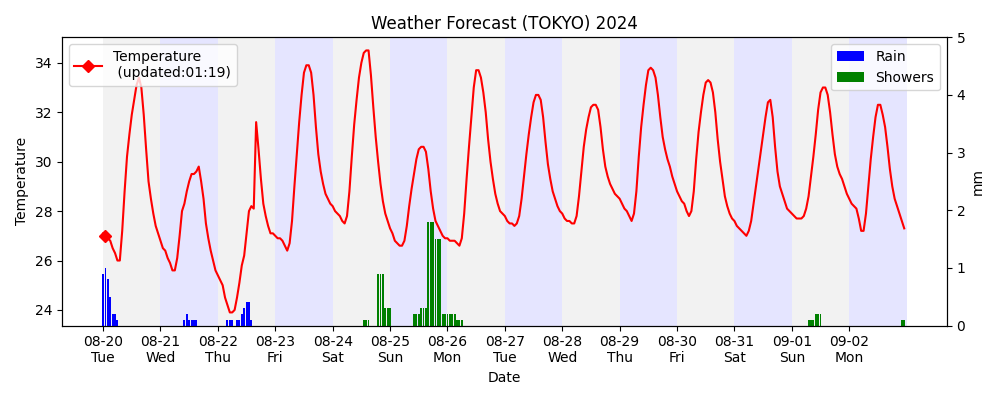 Weather Forecast (TOKYO) 2024
Temperature
(updated:01:19)
Rain
Showers
Temperature
34
32
30
28
26
24
5
4
3
2
1
0
mm
08-20 08-21 08-22 08-23 08-24 08-25 08-26 08-27 08-28 08-29 08-30 08-31 09-01 09-02
Tue Wed Thu Fri Sat Sun Mon Tue Wed Thu Fri Sat Sun Mon
Date